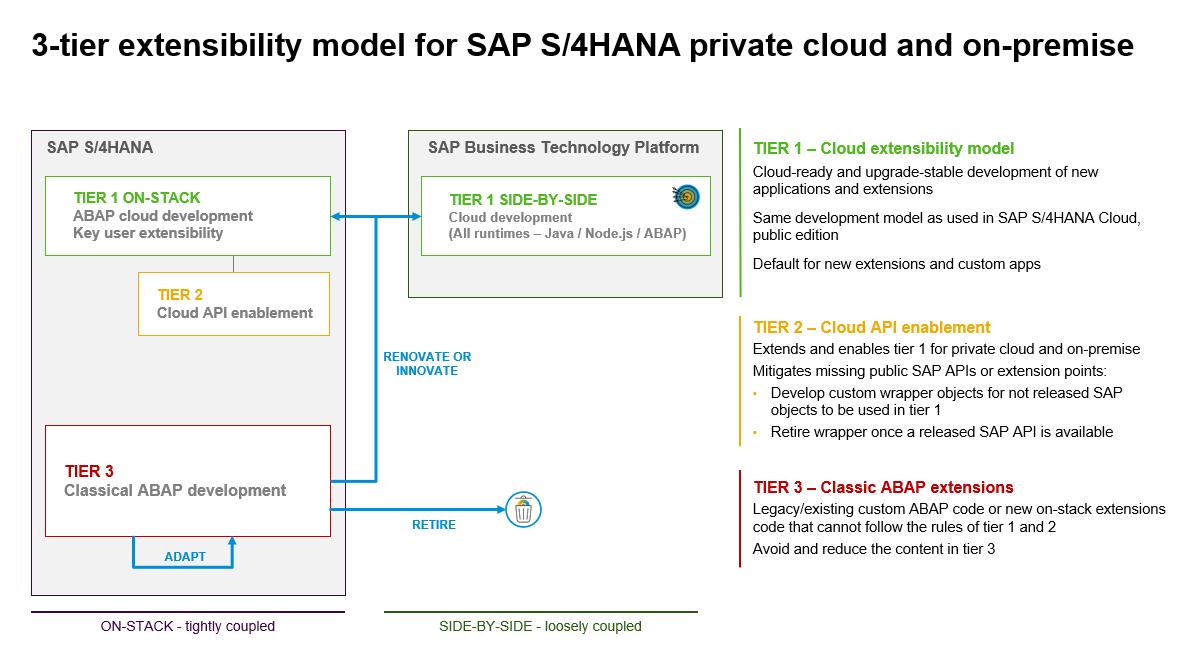 3-tier extensibility model for SAP S/4HANA private cloud and on-premise
SAP S/4HANA
TIER 1 ON-STACK
ABAP cloud development
Key user extensibility
TIER 2
Cloud API enablement
TIER 3
Classical ABAP development
ADAPT
SAP Business Technology Platform
TIER 1 SIDE-BY-SIDE
Cloud development
(All runtimes – Java / Node.js / ABAP)
RENOVATE OR
INNOVATE
RETIRE
TIER 1 – Cloud extensibility model
Cloud-ready and upgrade-stable development of new
applications and extensions
Same development model as used in SAP S/4HANA Cloud,
public edition
Default for new extensions and custom apps
TIER 2 – Cloud API enablement
Extends and enables tier 1 for private cloud and on-premise
Mitigates missing public SAP APIs or extension points:
• Develop custom wrapper objects for not released SAP
objects to be used in tier 1
• Retire wrapper once a released SAP API is available
TIER 3 – Classic ABAP extensions
Legacy/existing custom ABAP code or new on-stack extensions
code that cannot follow the rules of tier 1 and 2
Avoid and reduce the content in tier 3
ON-STACK - tightly coupled
SIDE-BY-SIDE - loosely coupled